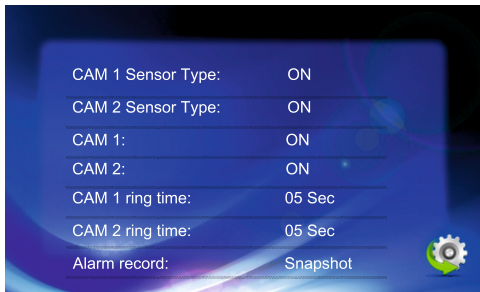 CAM 1 Sensor Type: ON
CAM 2 Sensor Type: ON
CAM 1: ON
CAM 2: ON
CAM 1 ring time: 05 Sec
CAM 2 ring time: 05 Sec
Alarm record: Snapshot